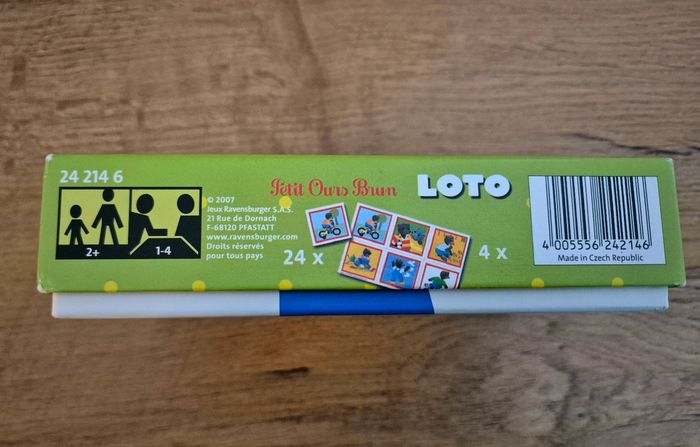 24 214 6
2+
1-4
© 2007
Jeux Ravensburger S.A.S.
21 Rue de Dornach
F-68120 PFASTATT
www.ravensburger.com
Droits réservés
pour tous pays
Petit Ours Brun
LOTO
24 x
4 x
4 005556 242146
Made in Czech Republic